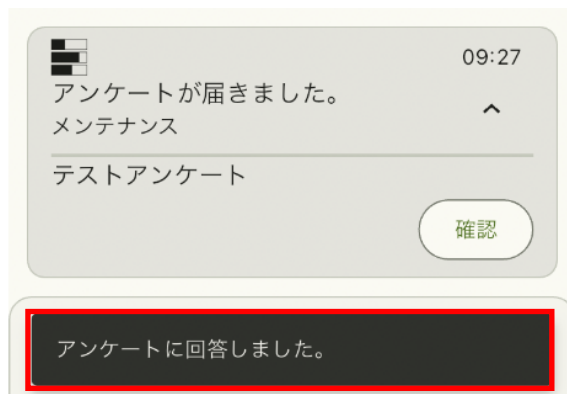 09:27
アンケートが届きました。
メンテナンス
テストアンケート
確認
アンケートに回答しました。